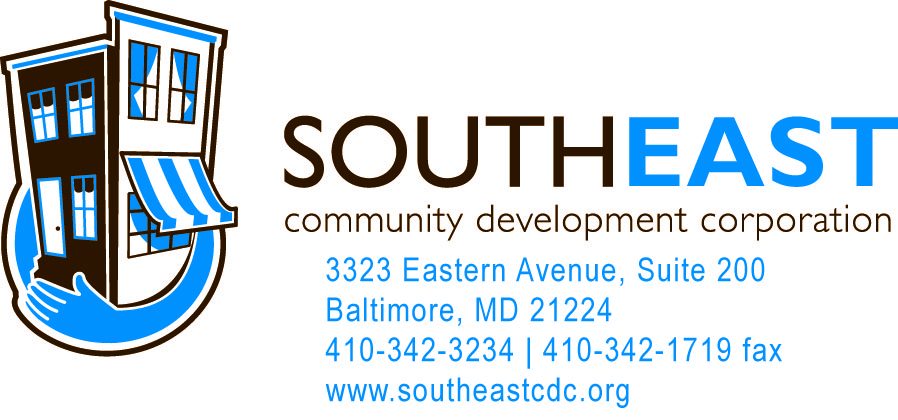 SOUTHEAST
community development corporation
3323 Eastern Avenue, Suite 200
Baltimore, MD 21224
410-342-3234 | 410-342-1719 fax
www.southeastcdc.org